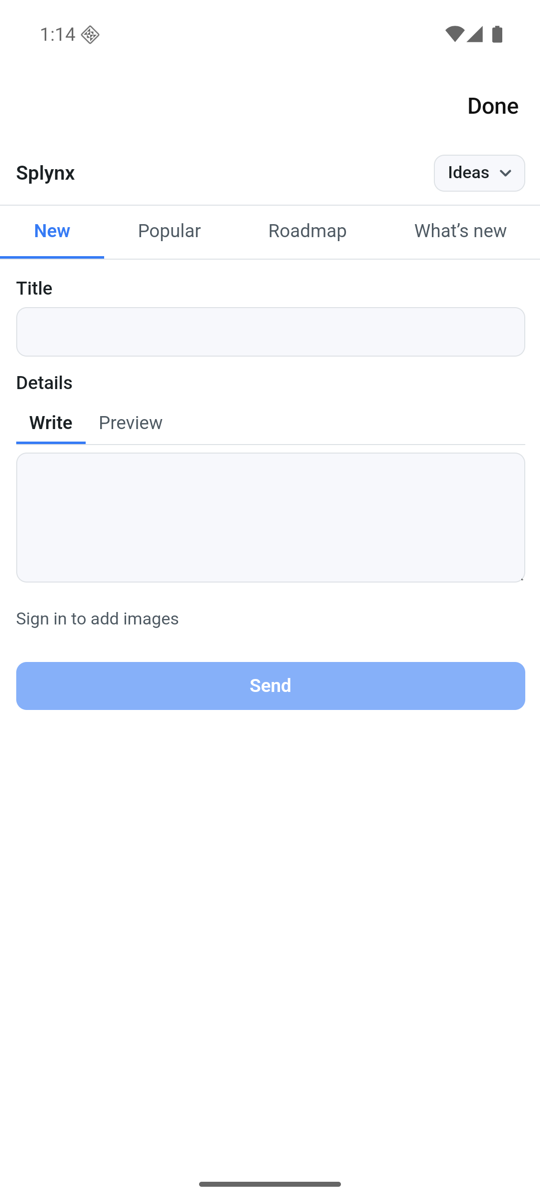 1:14
Done
Splynx
Ideas
New Popular Roadmap What’s new
Title
Details
Write Preview
Sign in to add images
Send